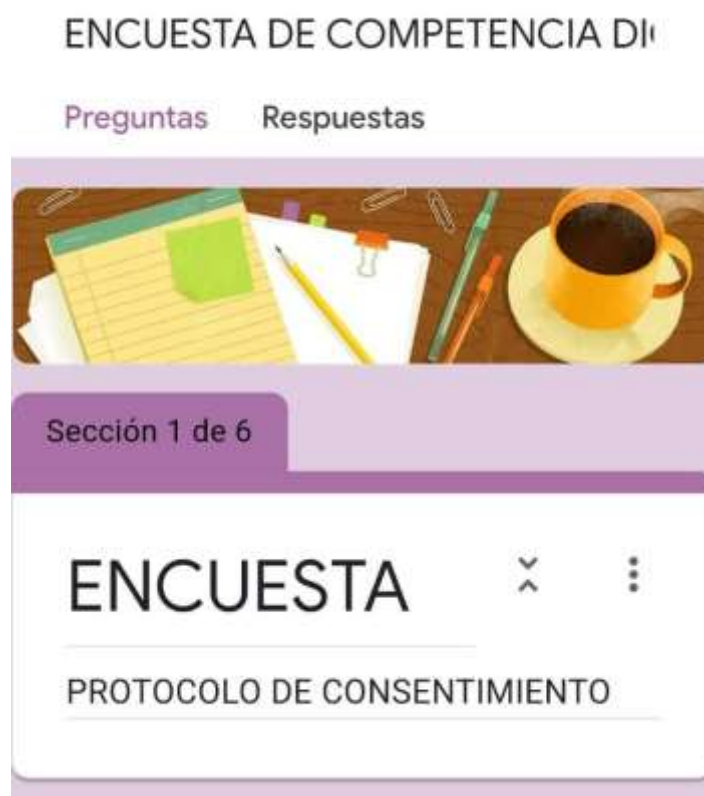 ENCUESTA DE COMPETENCIA
Preguntas Respuestas
Sección 1 de 6
ENCUESTA
PROTOCOLO DE CONSENTIMIENTO